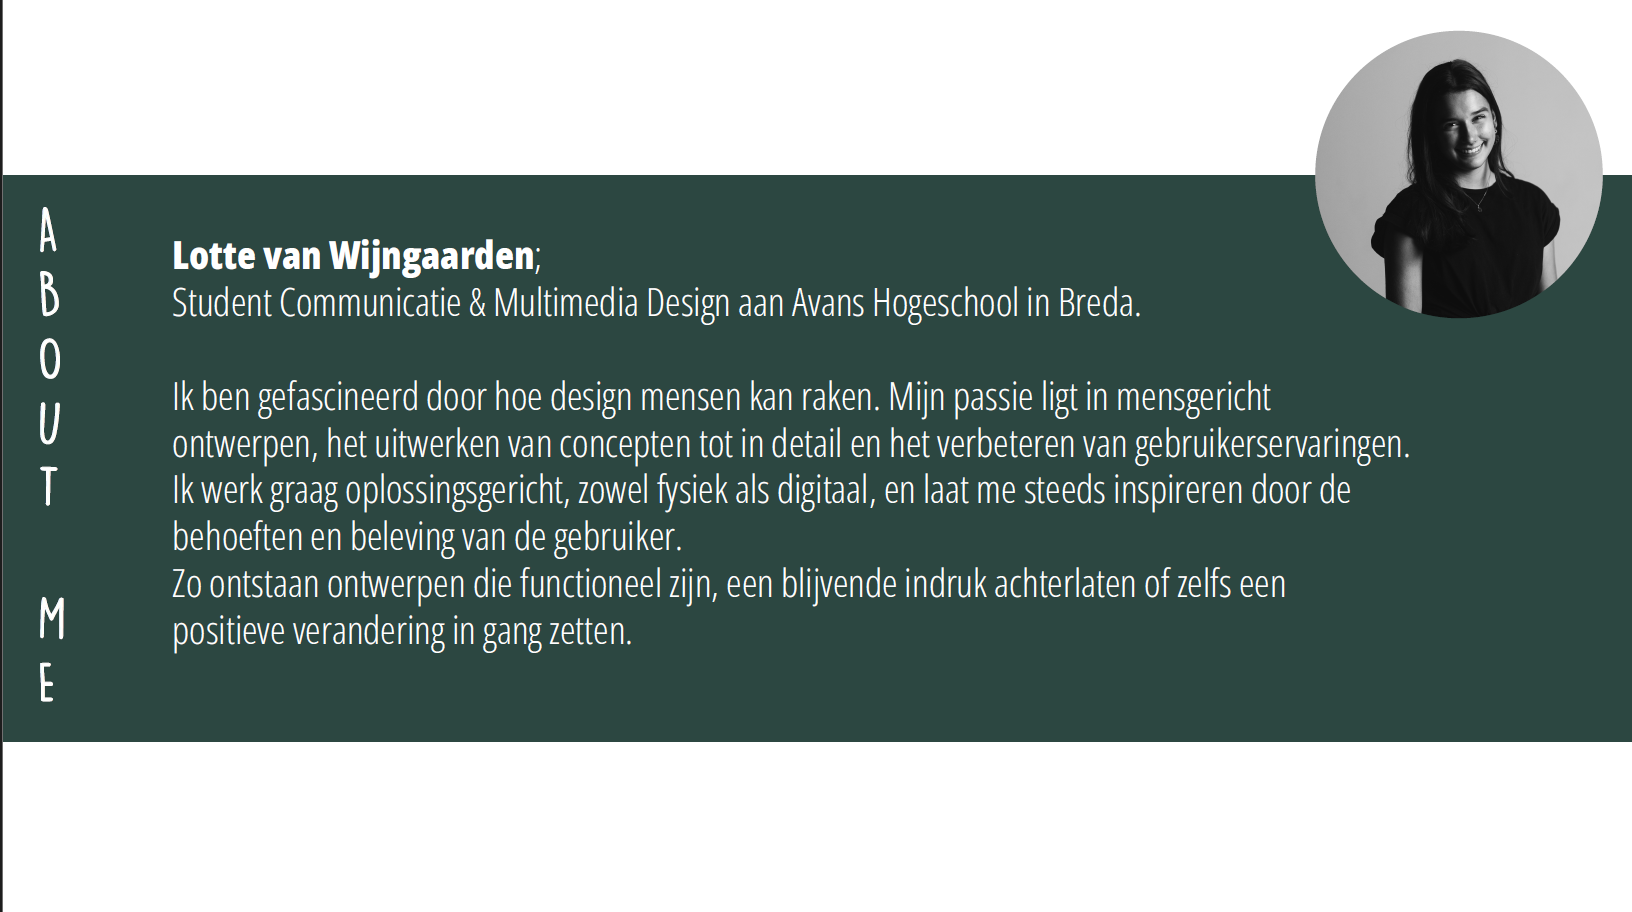 ABOUT ME
Lotte van Wijngaarden;
Student Communicatie & Multimedia Design aan Avans Hogeschool in Breda.
Ik ben gefascineerd door hoe design mensen kan raken. Mijn passie ligt in mensgericht
ontwerpen, het uitwerken van concepten tot in detail en het verbeteren van gebruikerservaringen.
Ik werk graag oplossingsgericht, zowel fysiek als digitaal, en laat me steeds inspireren door de
behoeften en beleving van de gebruiker.
Zo ontstaan ontwerpen die functioneel zijn, een blijvende indruk achterlaten of zelfs een
positieve verandering in gang zetten.